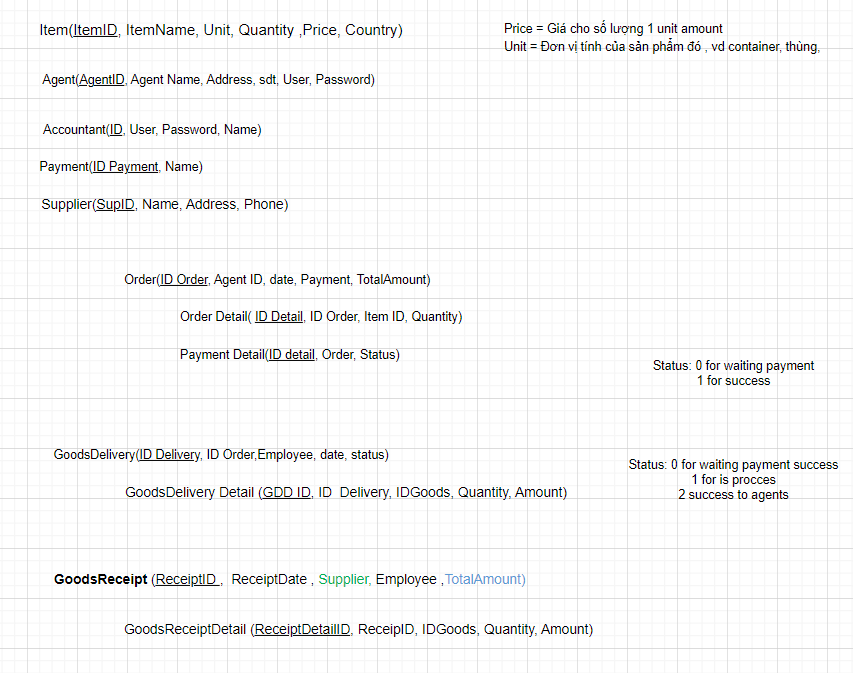 Item(ItemID, ItemName, Unit, Quantity ,Price, Country)
Price = Giá cho số lượng 1 unit amount
Unit = Đơn vị tính của sản phẩm đó , vd container, thùng,
Agent(AgentID, Agent Name, Address, sdt, User, Password)
Accountant(ID, User, Password, Name)
Payment(ID Payment, Name)
Supplier(SupID, Name, Address, Phone)
Order(ID Order, Agent ID, date, Payment, TotalAmount)
Order Detail( ID Detail, ID Order, Item ID, Quantity)
Payment Detail(ID detail, Order, Status)
Status: 0 for waiting payment
1 for success
GoodsDelivery(ID Delivery, ID Order,Employee, date, status)
Status: 0 for waiting payment success
1 for is procces
2 success to agents
GoodsDelivery Detail (GDD ID, ID Delivery, IDGoods, Quantity, Amount)
GoodsReceipt (ReceiptID , ReceiptDate , Supplier, Employee ,TotalAmount)
GoodsReceiptDetail (ReceiptDetailID, ReceipID, IDGoods, Quantity, Amount)